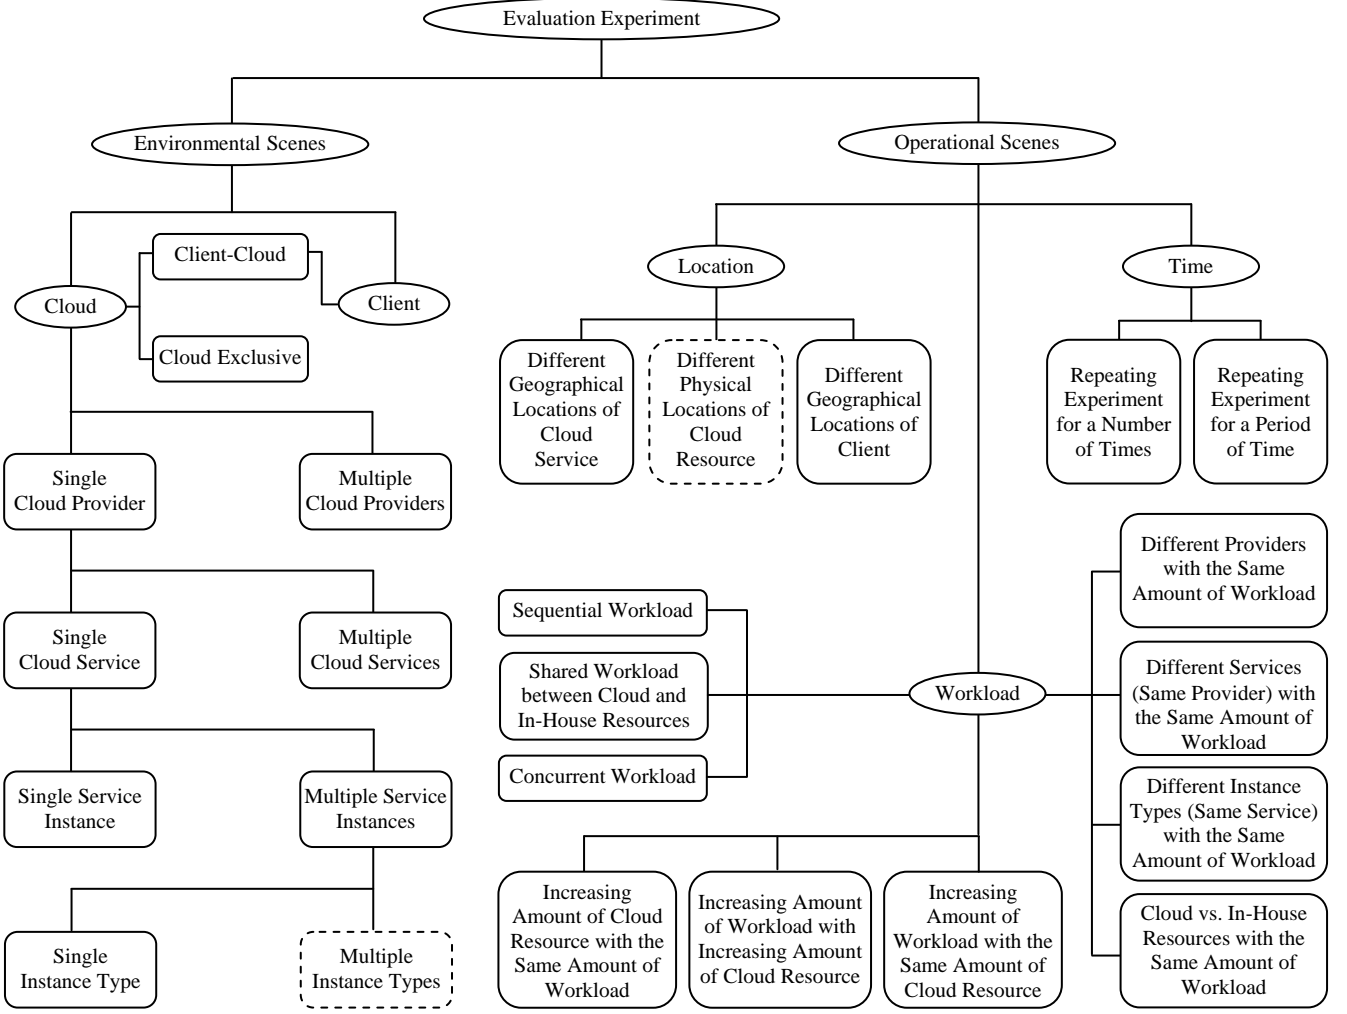 Evaluation Experiment
Environmental Scenes
Operational Scenes
Client-Cloud
Cloud
Client
Cloud Exclusive
Single
Cloud Provider
Multiple
Cloud Providers
Single
Cloud Service
Multiple
Cloud Services
Single Service
Instance
Multiple Service
Instances
Single
Instance Type
Multiple
Instance Types
Location
Time
Different
Geographical
Locations of
Cloud
Service
Different
Physical
Locations of
Cloud
Resource
Different
Geographical
Locations of
Client
Repeating
Experiment
for a Number
of Times
Repeating
Experiment
for a Period
of Time
Sequential Workload
Shared Workload
between Cloud and
In-House Resources
Concurrent Workload
Workload
Different Providers
with the Same
Amount of Workload
Different Services
(Same Provider) with
the Same Amount of
Workload
Different Instance
Types (Same Service)
with the Same
Amount of Workload
Cloud vs. In-House
Resources with the
Same Amount of
Workload
Increasing
Amount of Cloud
Resource with the
Same Amount of
Workload
Increasing Amount
of Workload with
Increasing Amount
of Cloud Resource
Increasing
Amount of
Workload with the
Same Amount of
Cloud Resource